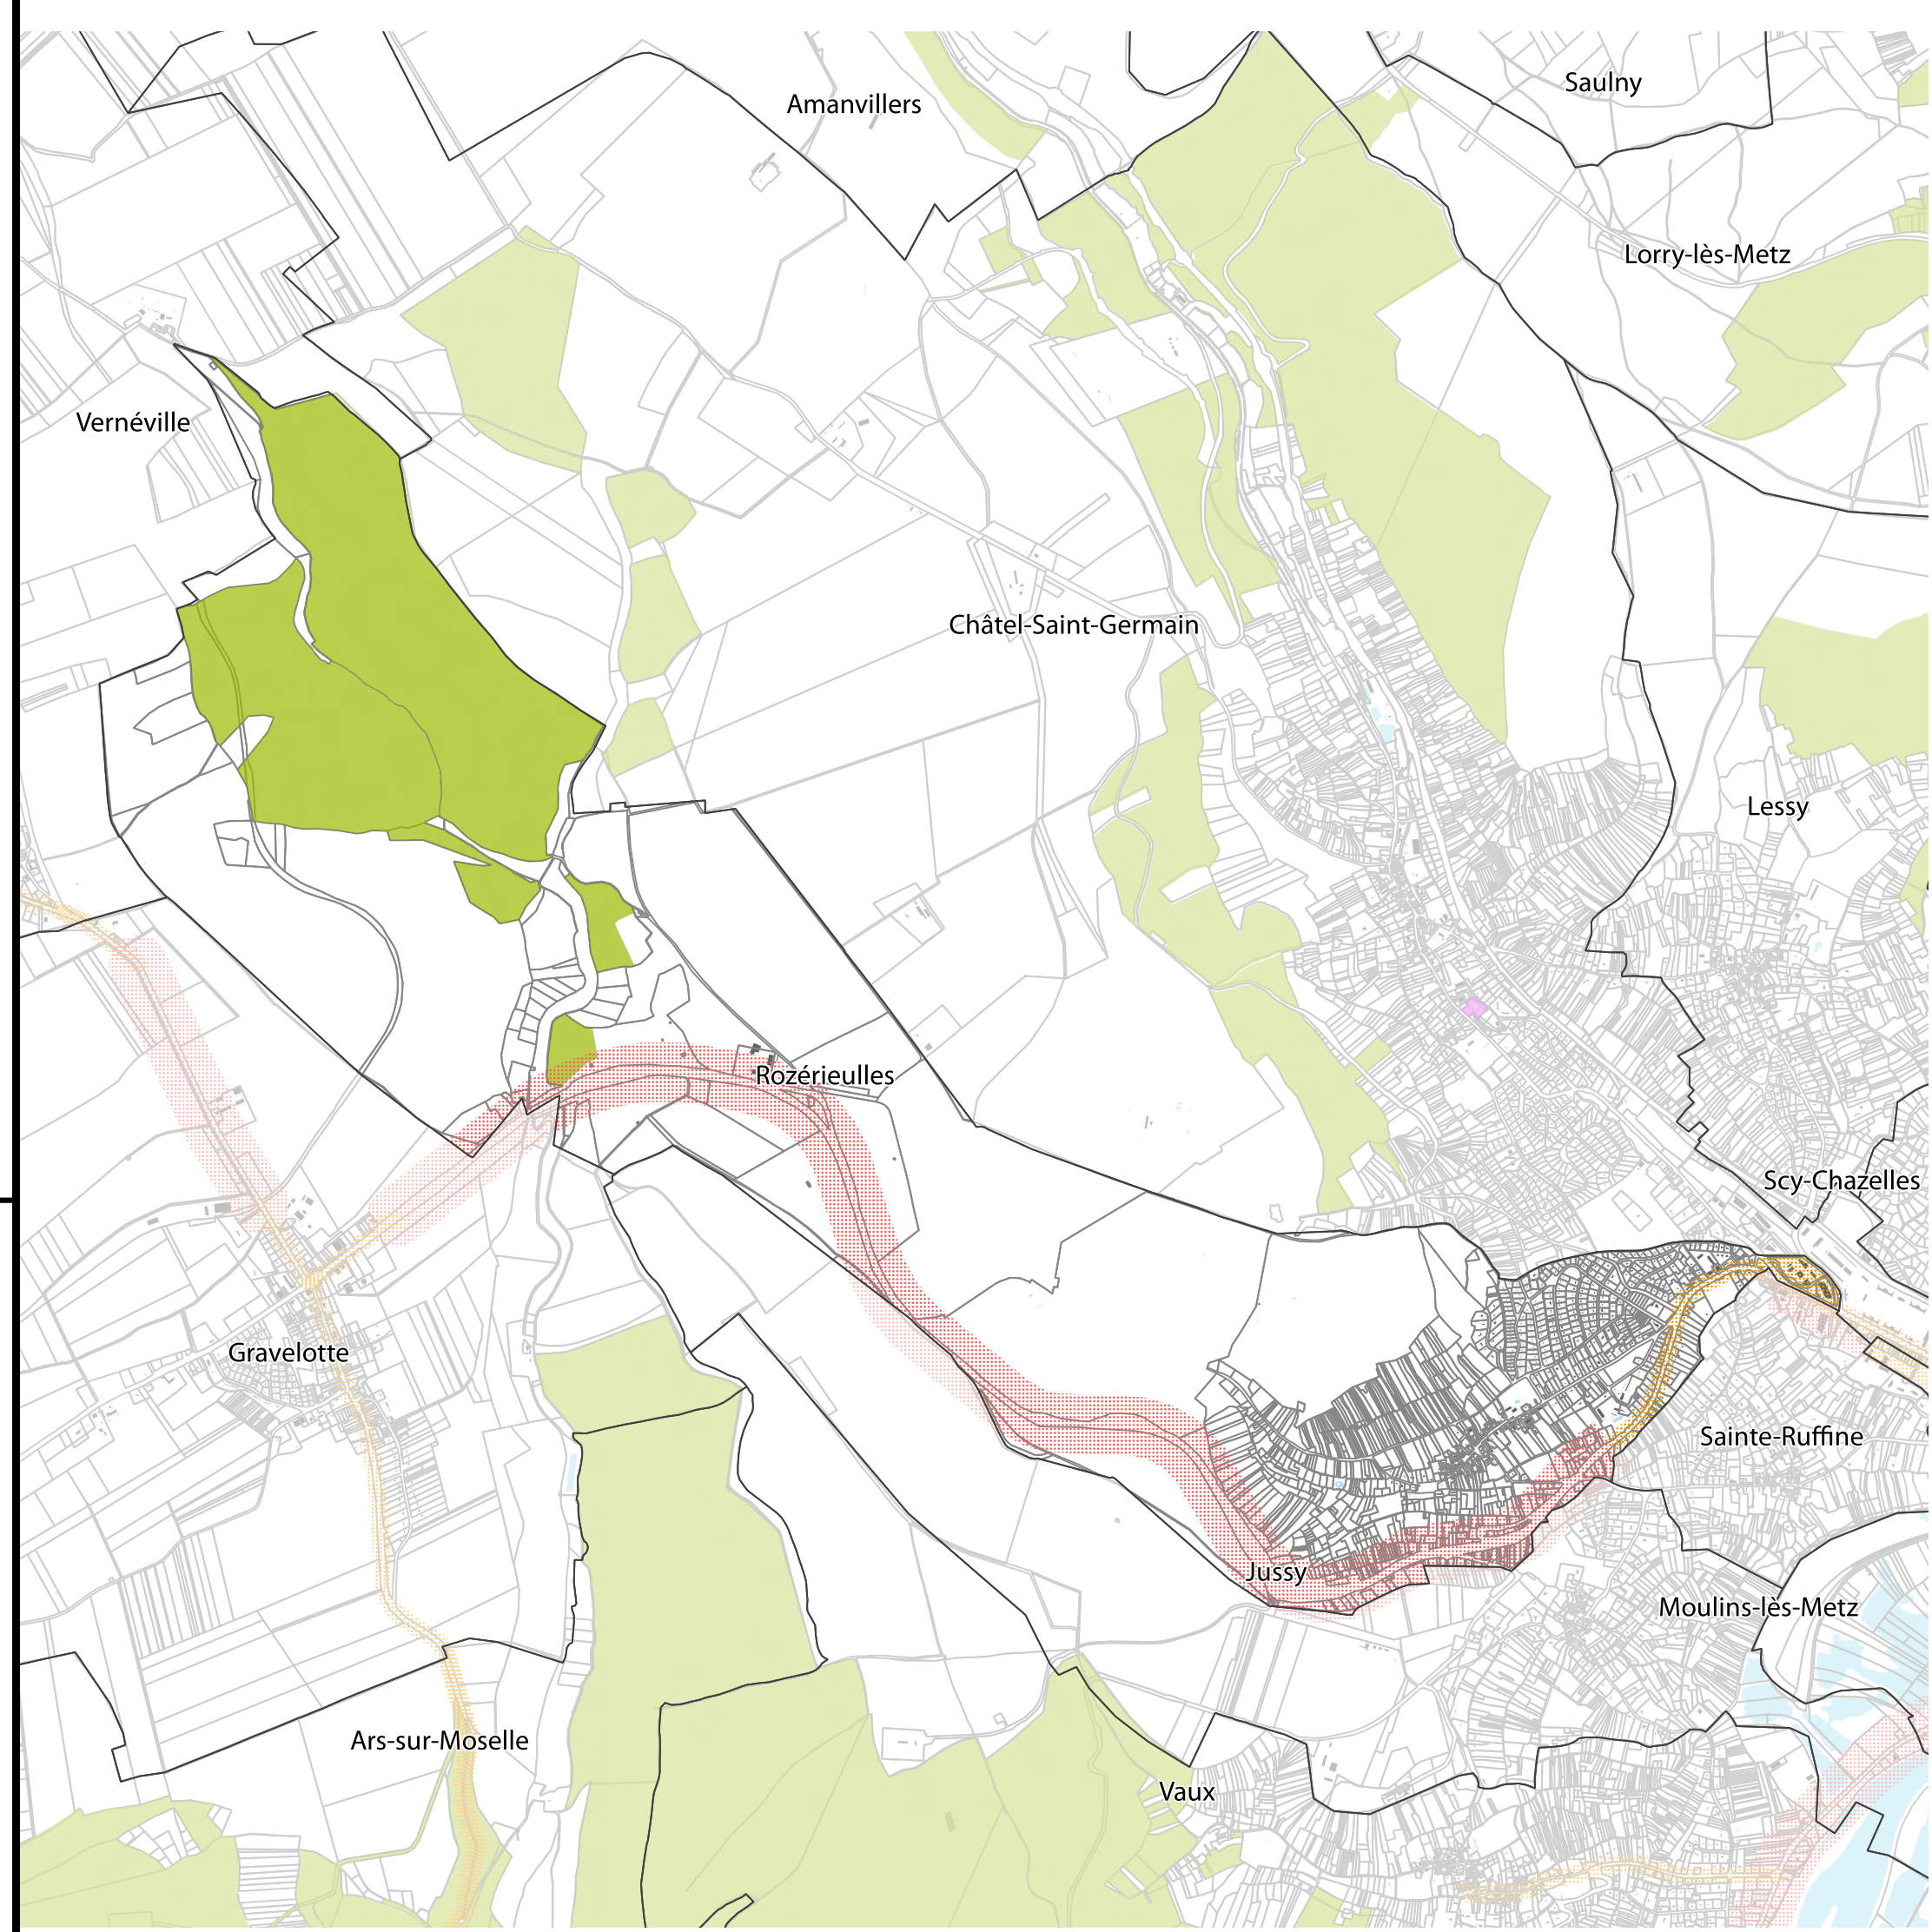 Saulny
Amanvillers
Lorry-lès-Metz
Vernéville
Châtel-Saint-Germain
Lessy
Rozérieulles
Scy-Chazelles
Gravelotte
Sainte-Ruffine
Jussy
Moulins-lès-Metz
Ars-sur-Moselle
Vaux